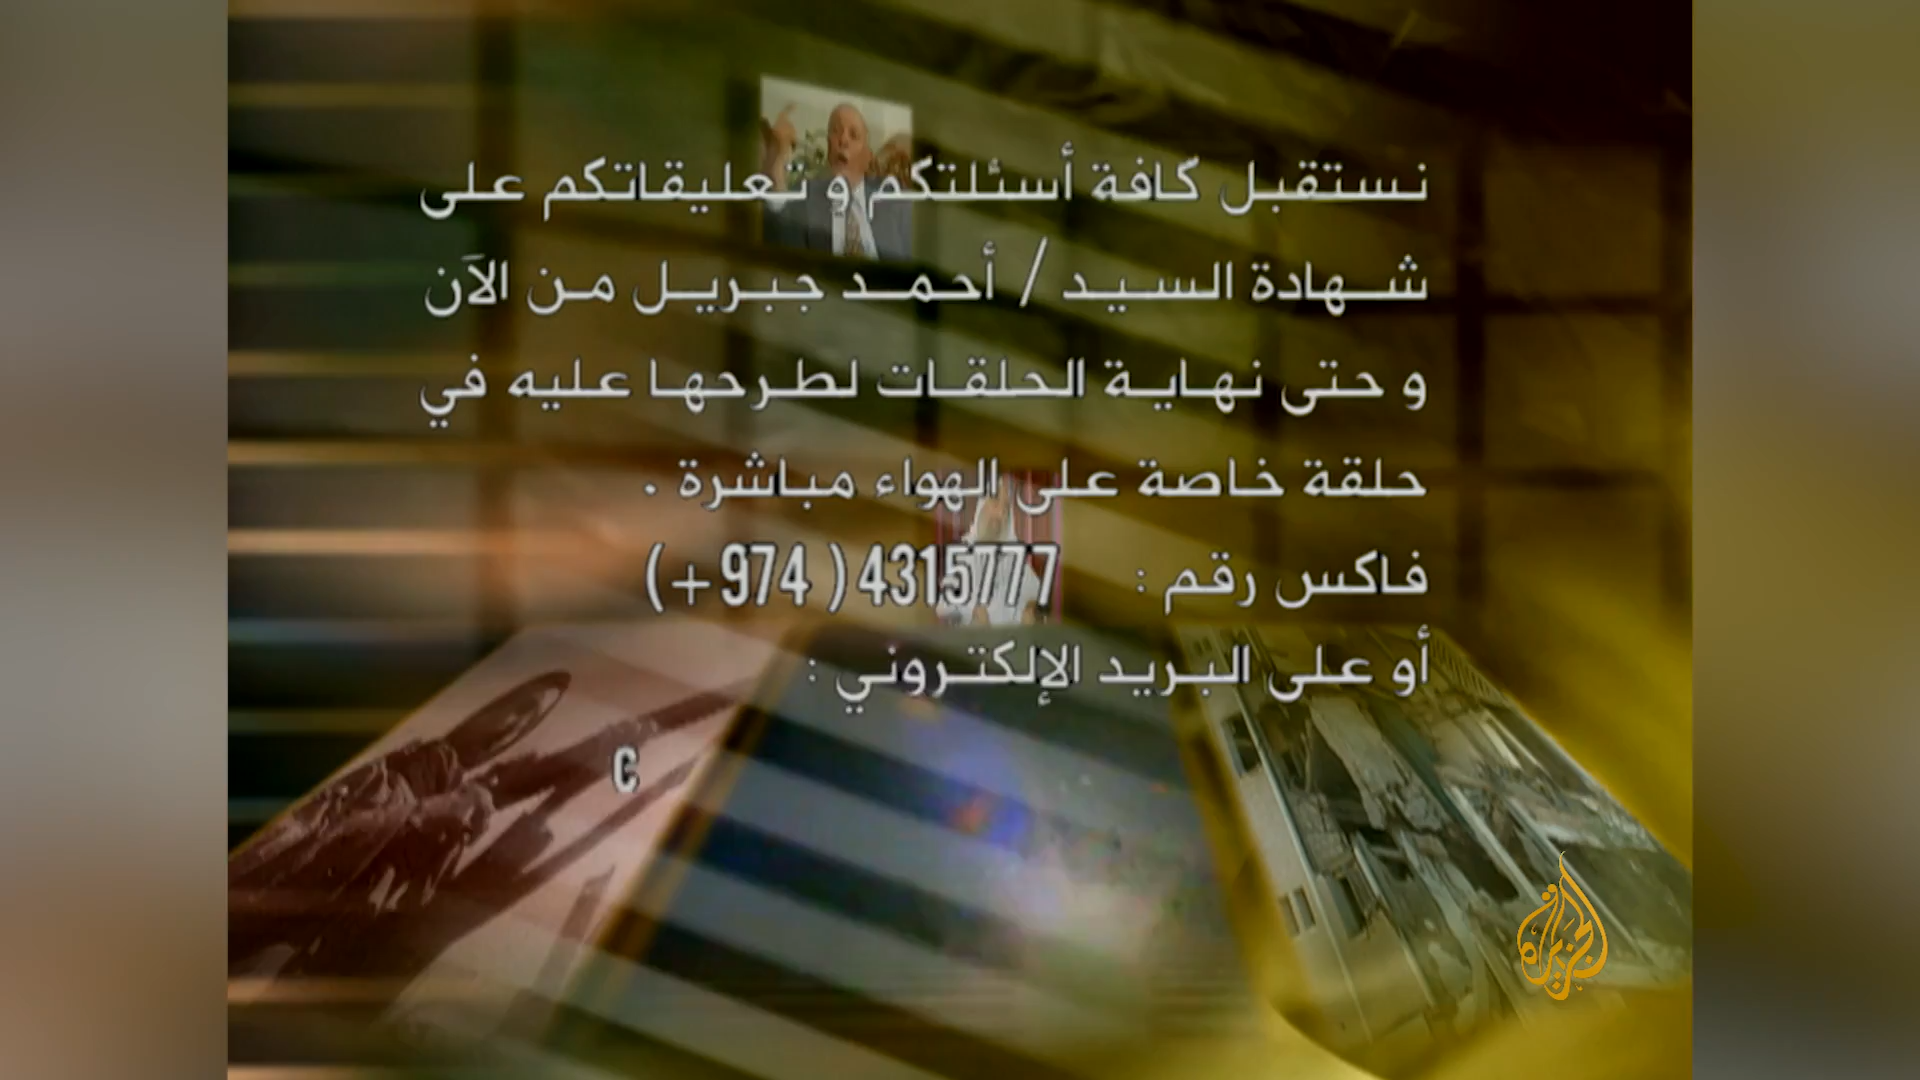 نستقبل كافة أسئلتكم و تعليقاتكم على
شهادة السيد / أحمد جبريل من الآن
و حتى نهاية الحلقات لطرحها عليه في
حلقة خاصة على الهواء مباشرة .
فاكس رقم : 4315777 (974+)
أو على البريد الإلكتروني :
c
الجزيرة